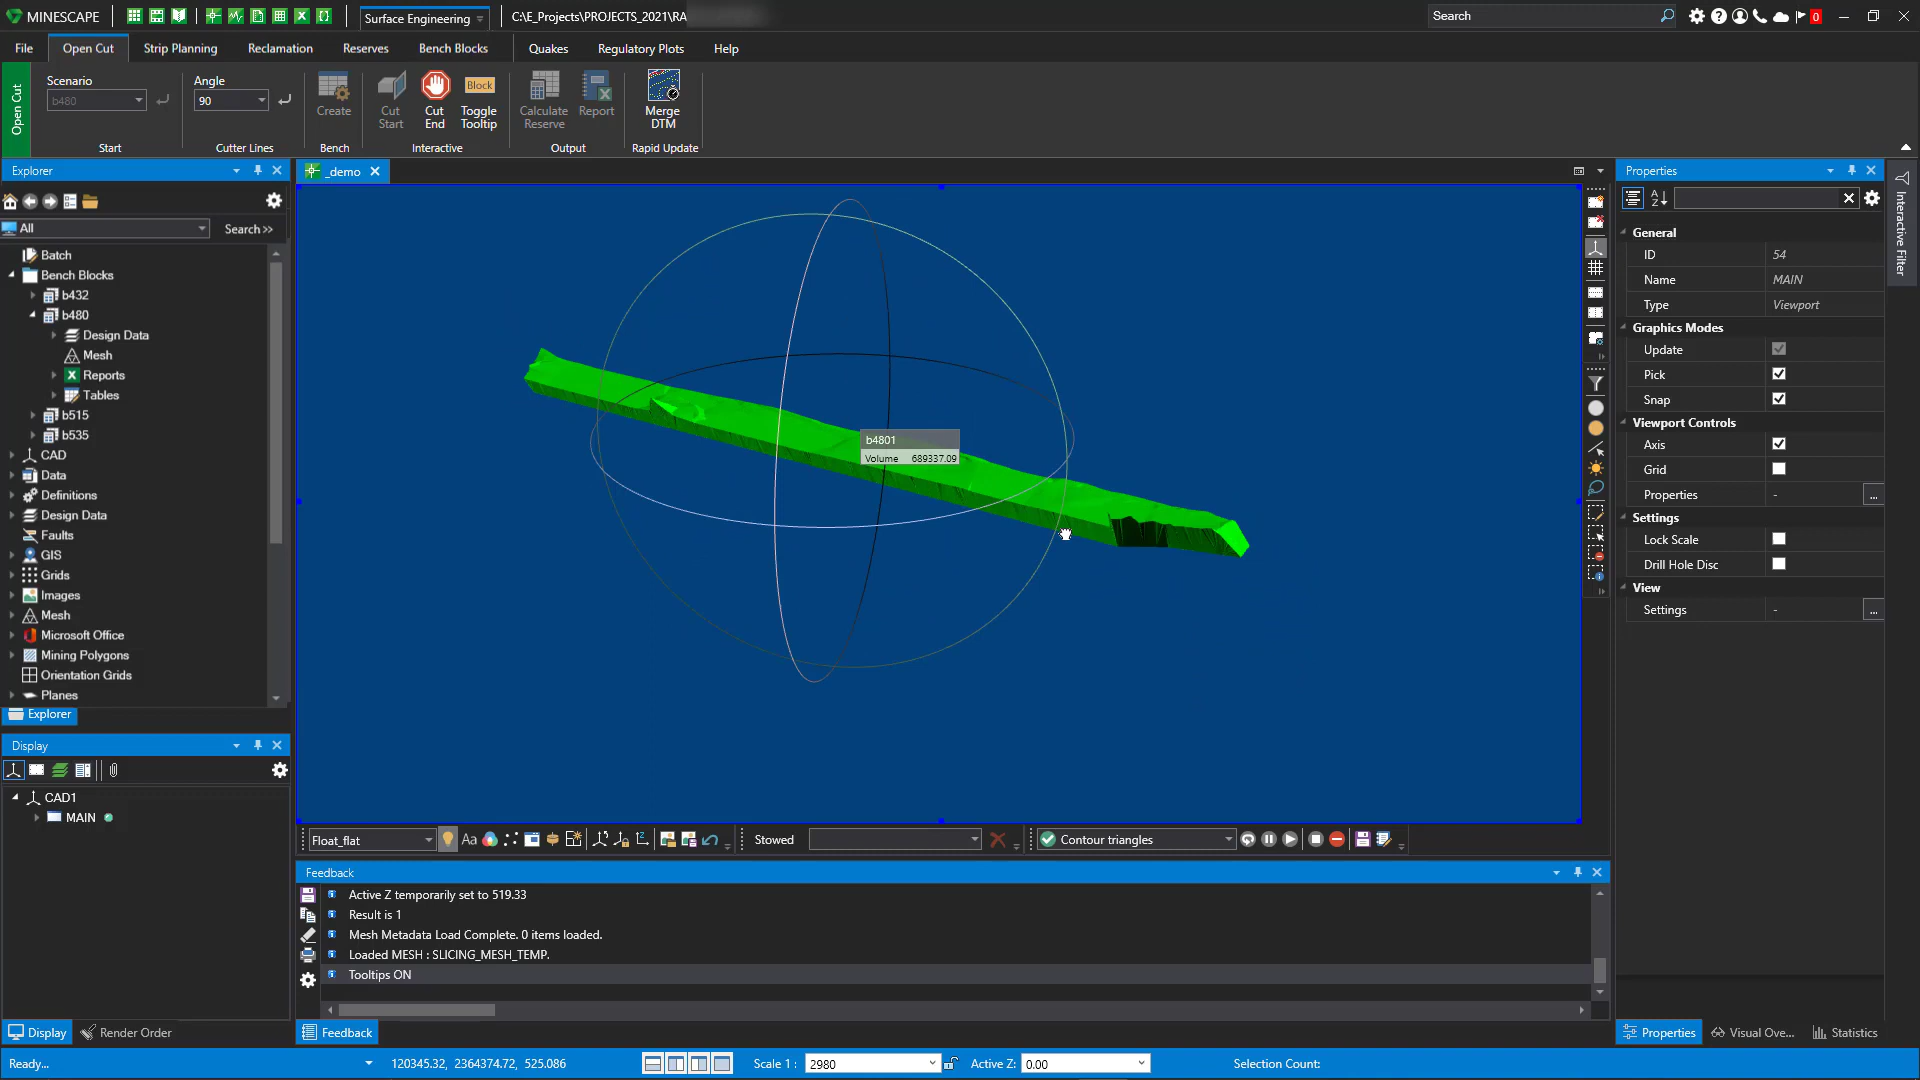 MINESCAPE
Surface Engineering
C:\E_Projects\PROJECTS_2021\RA
Search
0
File
Open Cut
Strip Planning
Reclamation
Reserves
Bench Blocks
Quakes
Regulatory Plots
Help
Open Cut
Scenario
b480
Start
Angle
90
Cutter Lines
Create
Bench
Cut Start
Cut End
Block
Toggle Tooltip
Interactive
Calculate Reserve
Report
Output
Merge DTM
Rapid Update
Explorer
All
Search>>
Batch
Bench Blocks
b432
b480
Design Data
Mesh
Reports
Tables
b515
b535
CAD
Data
Definitions
Design Data
Faults
GIS
Grids
Images
Mesh
Microsoft Office
Mining Polygons
Orientation Grids
Planes
Explorer
Display
CAD1
MAIN
Display
Render Order
_demo
b4801
Volume 689337.09
Float_flat
Aa
Stowed
Contour triangles
Feedback
Active Z temporarily set to 519.33
Result is 1
Mesh Metadata Load Complete. 0 items loaded.
Loaded MESH : SLICING_MESH_TEMP.
Tooltips ON
Feedback
Properties
General
ID 54
Name MAIN
Type Viewport
Graphics Modes
Update
Pick
Snap
Viewport Controls
Axis
Grid
Properties - ...
Settings
Lock Scale
Drill Hole Disc
View
Settings - ...
Interactive Filter
Properties
Visual Ove...
Statistics
Ready...
120345.32, 2364374.72, 525.086
Scale 1 : 2980
Active Z: 0.00
Selection Count: